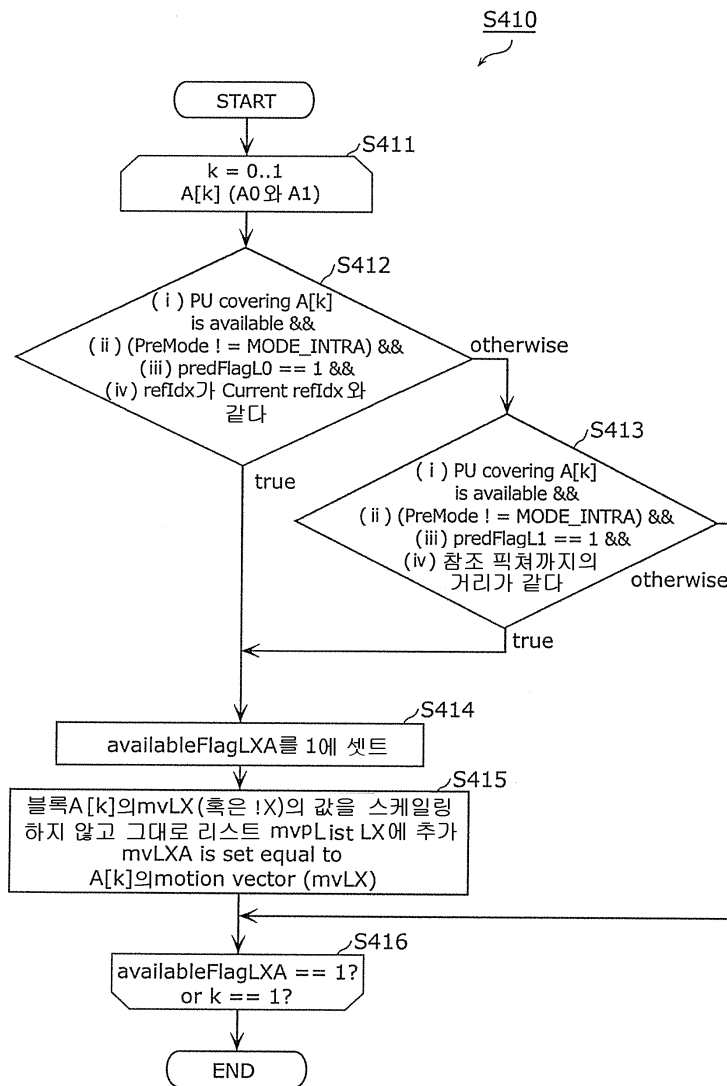 S410
START
S411
k = 0..1
A[k] (A0와 A1)
S412
( i ) PU covering A[k]
is available &&
( ii ) (PreMode ! = MODE_INTRA) &&
(iii) predFlagL0 == 1 &&
(iv) refIdx가 Current refIdx 와
같다
otherwise
true
S413
( i ) PU covering A[k]
is available &&
( ii ) (PreMode ! = MODE_INTRA) &&
(iii) predFlagL1 == 1 &&
(iv) 참조 픽쳐까지의
거리가 같다
otherwise
true
S414
availableFlagLXA를 1에 셋트
S415
블록A[k]의mvLX(혹은 !X)의 값을 스케일링
하지 않고 그대로 리스트 mvpList LX에 추가
mvLXA is set equal to
A[k]의motion vector (mvLX)
S416
availableFlagLXA == 1?
or k == 1?
END